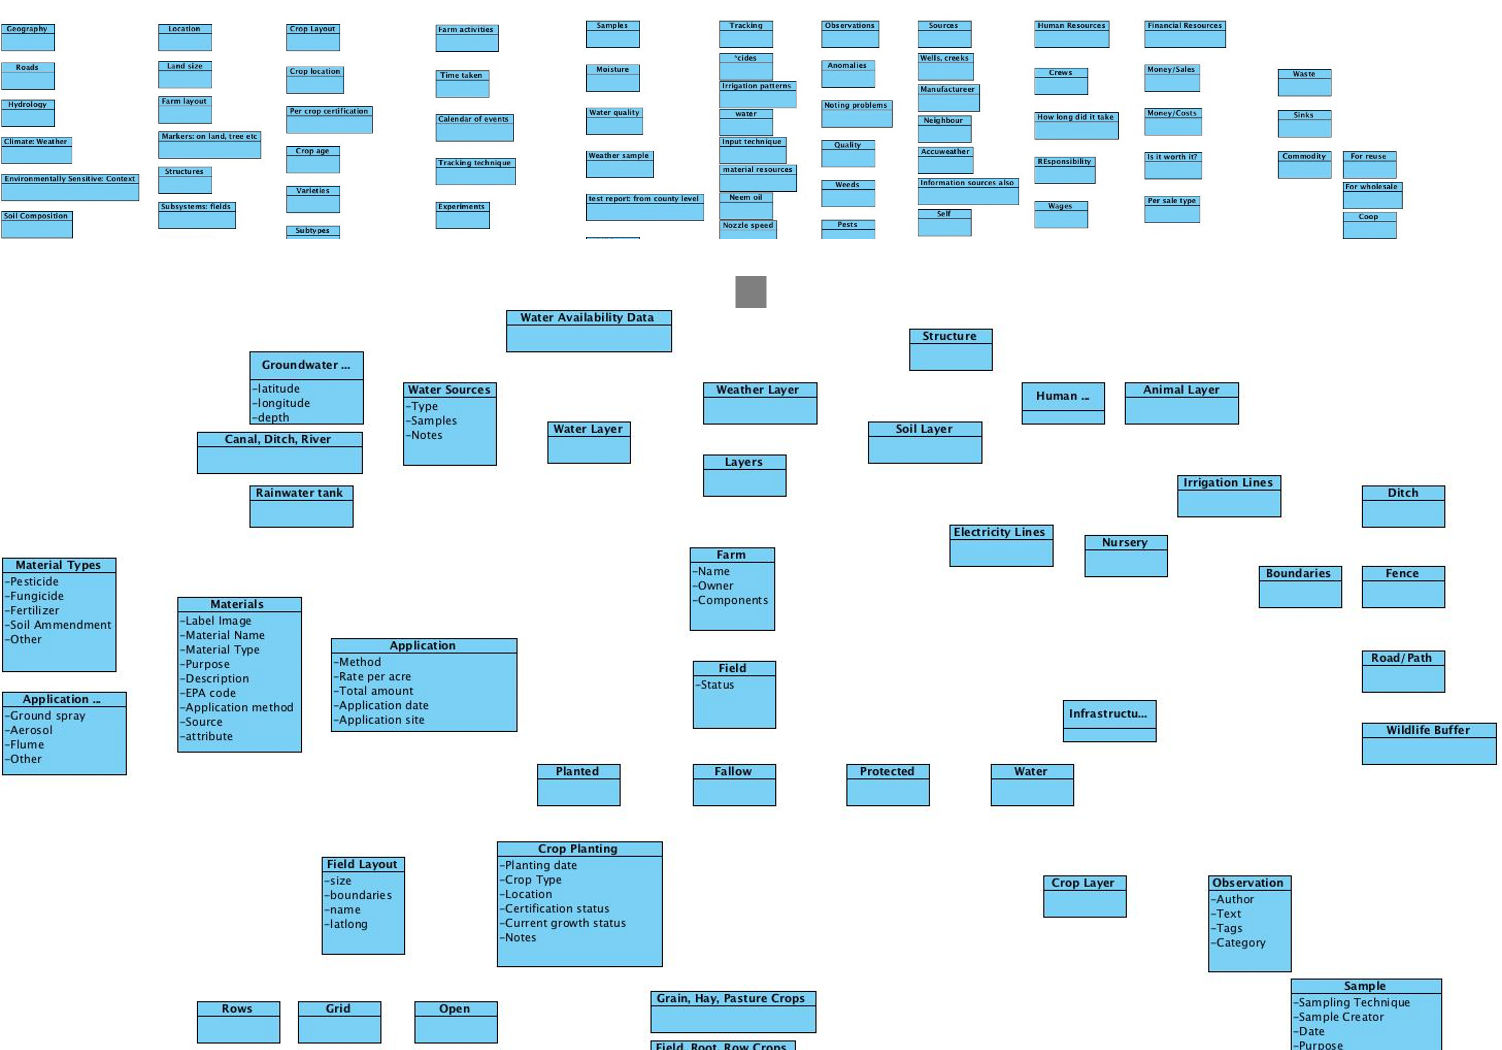 Geography
Roads
Hydrology
Climate: Weather
Environmentally Sensitive: Context
Soil Composition
Location
Land size
Farm layout
Markers: on land, tree etc
Structures
Subsystems: fields
Crop Layout
Crop location
Per crop certification
Crop age
Varieties
Subtypes
Farm activities
Time taken
Calendar of events
Tracking technique
Experiments
Samples
Moisture
Water quality
Weather sample
test report: from county level
Tracking
*cides
Irrigation patterns
water
Input technique
material resources
Neem oil
Nozzle speed
Observations
Anomalies
Noting problems
Quality
Weeds
Pests
Sources
Wells, creeks
Manufactureer
Neighbour
Accuweather
Information sources also
Self
Human Resources
Crews
How long did it take
REsponsibility
Wages
Financial Resources
Money/Sales
Money/Costs
Is it worth it?
Per sale type
Waste
Sinks
Commodity
For reuse
For wholesale
Coop
Water Availability Data
Structure
Groundwater ...
-latitude
-longitude
-depth
Water Sources
-Type
-Samples
-Notes
Weather Layer
Human ...
Animal Layer
Canal, Ditch, River
Water Layer
Soil Layer
Layers
Rainwater tank
Irrigation Lines
Ditch
Electricity Lines
Nursery
Boundaries
Fence
Material Types
-Pesticide
-Fungicide
-Fertilizer
-Soil Ammendment
-Other
Farm
-Name
-Owner
-Components
Materials
-Label Image
-Material Name
-Material Type
-Purpose
-Description
-EPA code
-Application method
-Source
-attribute
Application
-Method
-Rate per acre
-Total amount
-Application date
-Application site
Field
-Status
Road/Path
Application ...
-Ground spray
-Aerosol
-Flume
-Other
Infrastructu...
Wildlife Buffer
Planted
Fallow
Protected
Water
Field Layout
-size
-boundaries
-name
-latlong
Crop Planting
-Planting date
-Crop Type
-Location
-Certification status
-Current growth status
-Notes
Crop Layer
Observation
-Author
-Text
-Tags
-Category
Rows
Grid
Open
Grain, Hay, Pasture Crops
Field, Root, Row Crops
Sample
-Sampling Technique
-Sample Creator
-Date
-Purpose